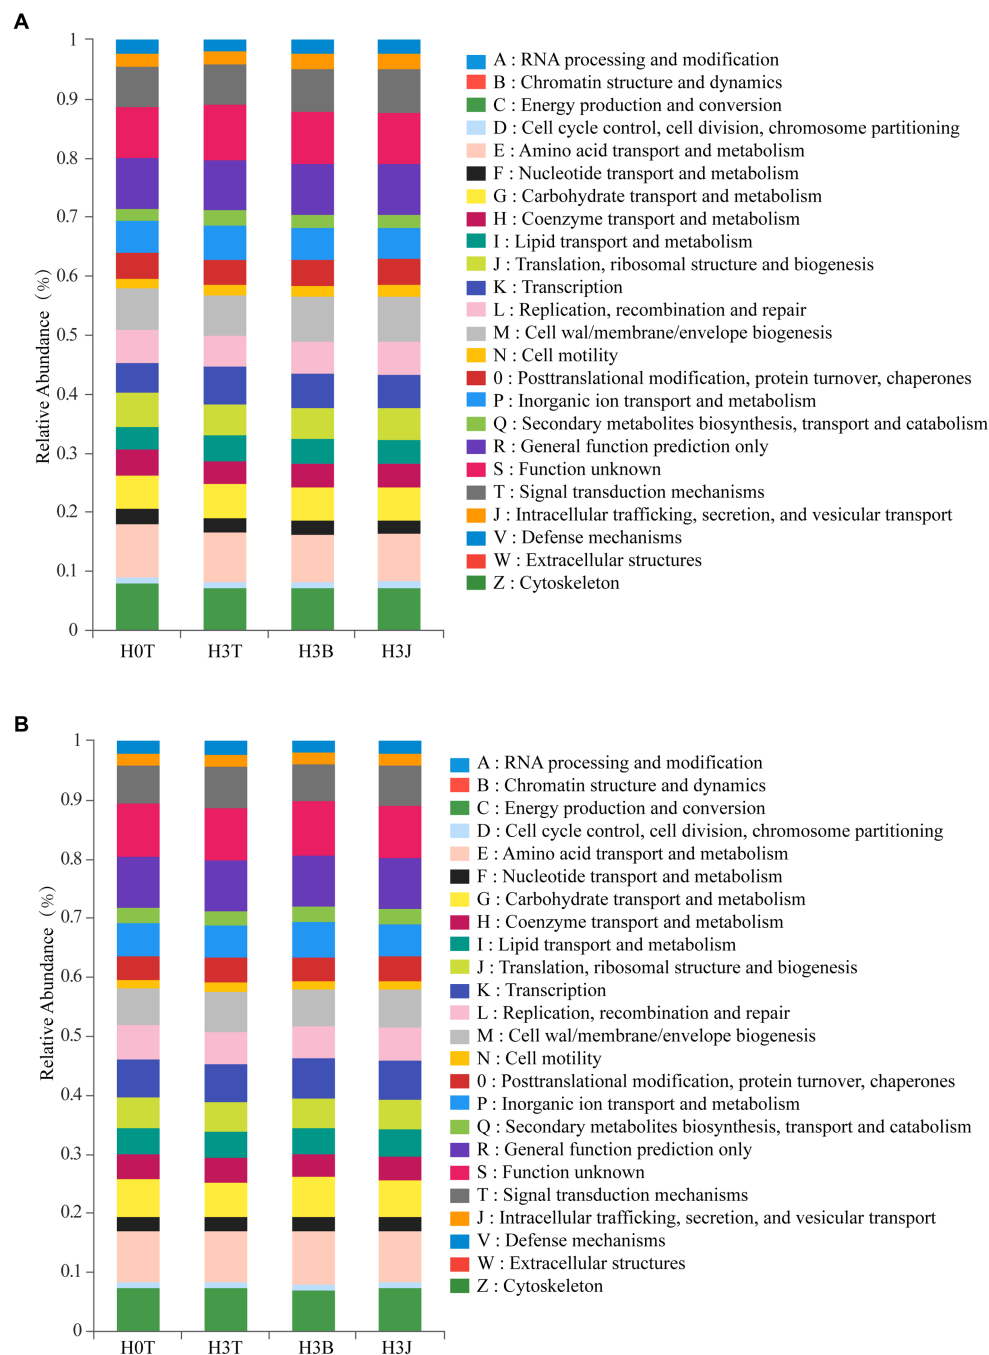 A
1
0.9
0.8
0.7
0.6
0.5
0.4
0.3
0.2
0.1
0
Relative Abundance (%)
H0T H3T H3B H3J
A : RNA processing and modification
B : Chromatin structure and dynamics
C : Energy production and conversion
D : Cell cycle control, cell division, chromosome partitioning
E : Amino acid transport and metabolism
F : Nucleotide transport and metabolism
G : Carbohydrate transport and metabolism
H : Coenzyme transport and metabolism
I : Lipid transport and metabolism
J : Translation, ribosomal structure and biogenesis
K : Transcription
L : Replication, recombination and repair
M : Cell wal/membrane/envelope biogenesis
N : Cell motility
0 : Posttranslational modification, protein turnover, chaperones
P : Inorganic ion transport and metabolism
Q : Secondary metabolites biosynthesis, transport and catabolism
R : General function prediction only
S : Function unknown
T : Signal transduction mechanisms
J : Intracellular trafficking, secretion, and vesicular transport
V : Defense mechanisms
W : Extracellular structures
Z : Cytoskeleton
B
1
0.9
0.8
0.7
0.6
0.5
0.4
0.3
0.2
0.1
0
Relative Abundance (%)
H0T H3T H3B H3J
A : RNA processing and modification
B : Chromatin structure and dynamics
C : Energy production and conversion
D : Cell cycle control, cell division, chromosome partitioning
E : Amino acid transport and metabolism
F : Nucleotide transport and metabolism
G : Carbohydrate transport and metabolism
H : Coenzyme transport and metabolism
I : Lipid transport and metabolism
J : Translation, ribosomal structure and biogenesis
K : Transcription
L : Replication, recombination and repair
M : Cell wal/membrane/envelope biogenesis
N : Cell motility
0 : Posttranslational modification, protein turnover, chaperones
P : Inorganic ion transport and metabolism
Q : Secondary metabolites biosynthesis, transport and catabolism
R : General function prediction only
S : Function unknown
T : Signal transduction mechanisms
J : Intracellular trafficking, secretion, and vesicular transport
V : Defense mechanisms
W : Extracellular structures
Z : Cytoskeleton